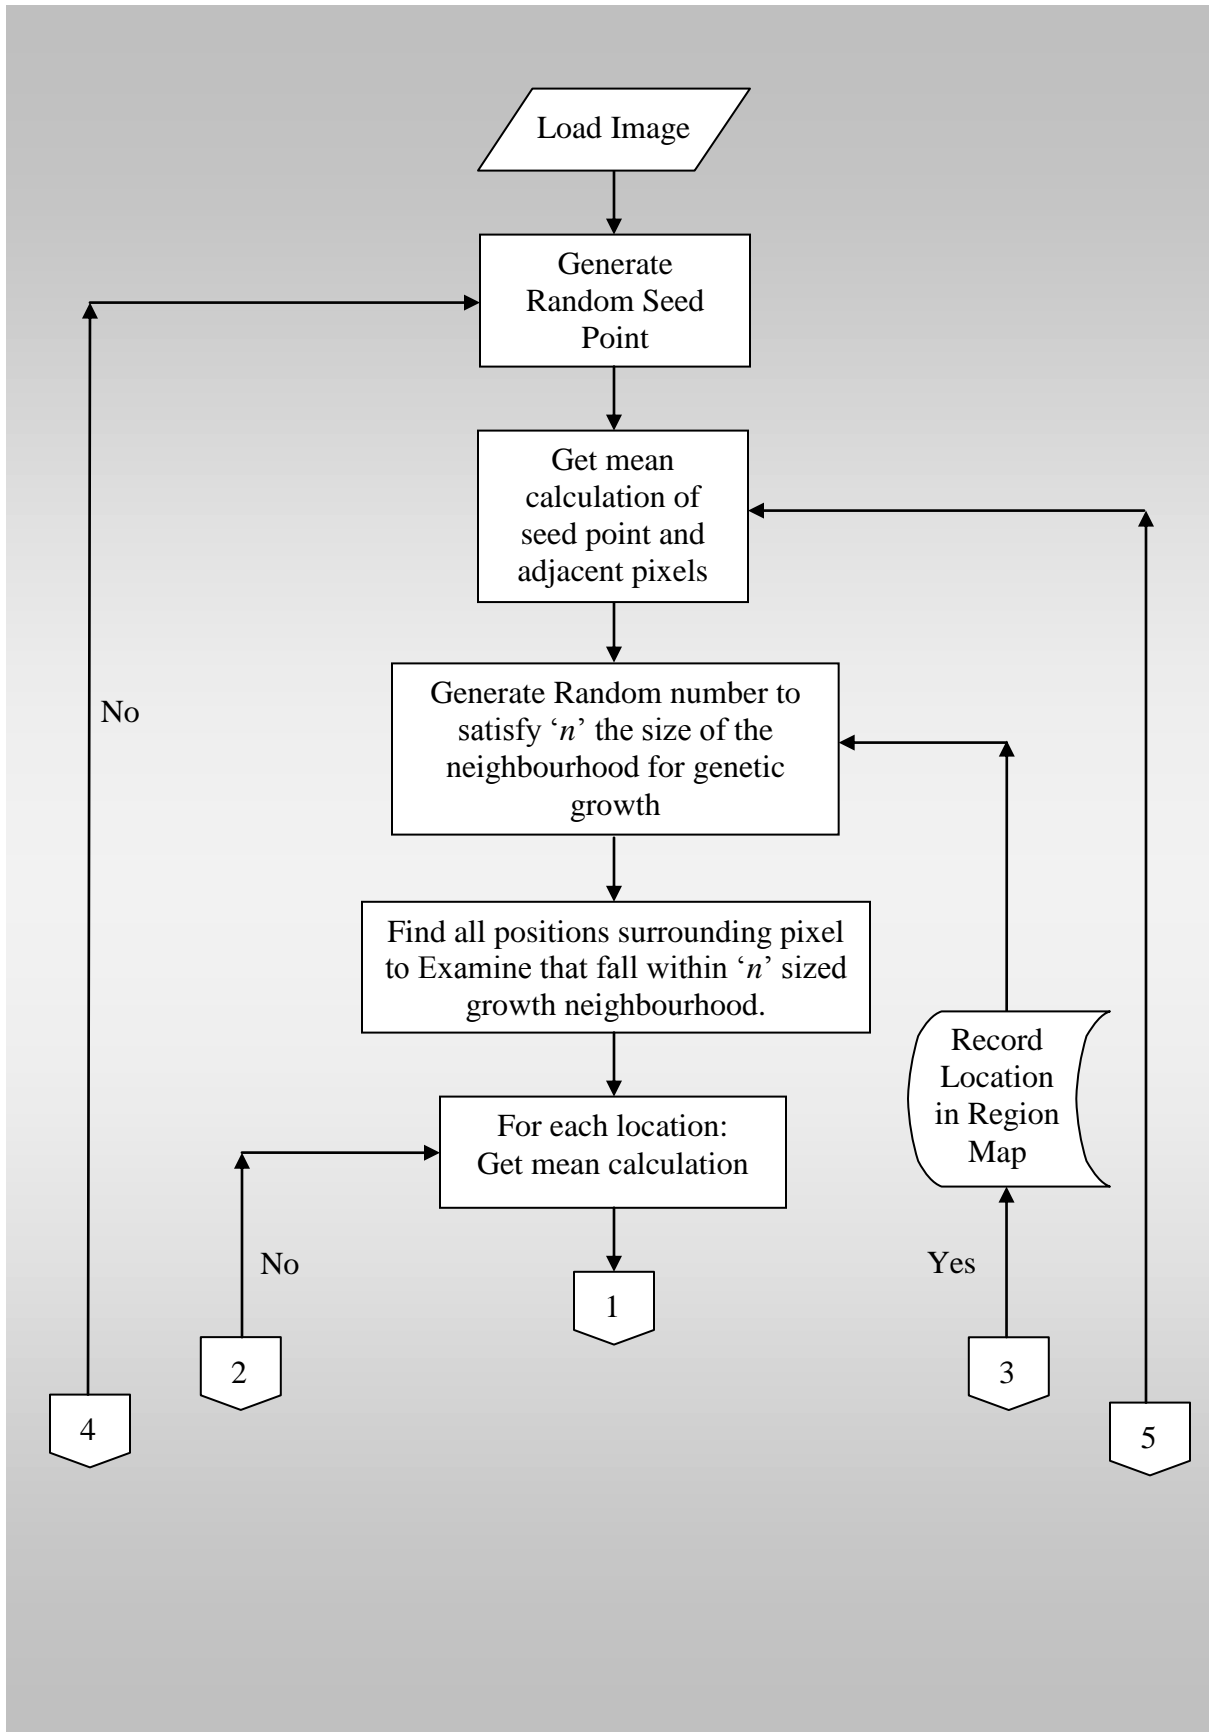 Load Image
Generate
Random Seed
Point
Get mean
calculation of
seed point and
adjacent pixels
No
Generate Random number to
satisfy ‘n’ the size of the
neighbourhood for genetic
growth
Find all positions surrounding pixel
to Examine that fall within ‘n’ sized
growth neighbourhood.
Record
Location
in Region
Map
For each location:
Get mean calculation
No
Yes
1
2
3
4
5